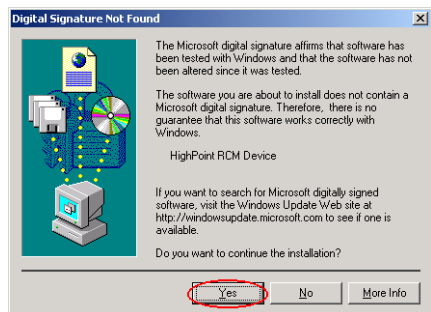 Digital Signature Not Found
The Microsoft digital signature affirms that software has
been tested with Windows and that the software has not
been altered since it was tested.
The software you are about to install does not contain a
Microsoft digital signature. Therefore, there is no
guarantee that this software works correctly with
Windows.
HighPoint RCM Device
If you want to search for Microsoft digitally signed
software, visit the Windows Update Web site at
http://windowsupdate.microsoft.com to see if one is
available.
Do you want to continue the installation?
Yes No More Info